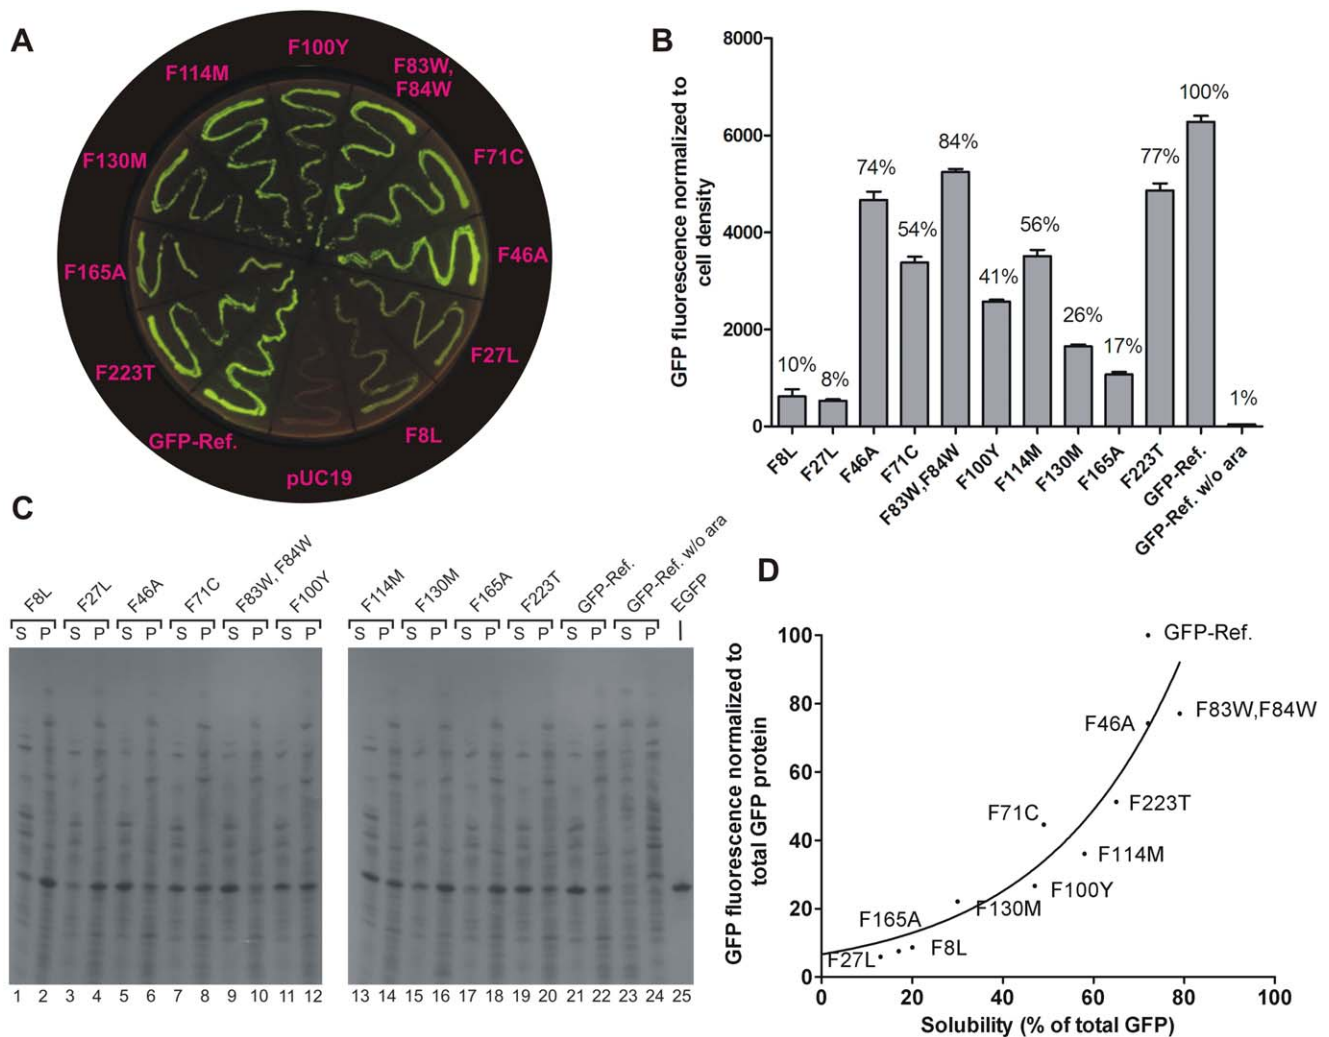 A
F100Y
F83W,
F84W
F114M
F71C
F130M
F46A
F165A
F27L
F223T
F8L
GFP-Ref.
pUC19
B
GFP fluorescence normalized to
cell density
8000
6000
4000
2000
0
10%
8%
74%
54%
84%
41%
56%
26%
17%
77%
100%
1%
F8L
F27L
F46A
F71C
F83W,F84W
F100Y
F114M
F130M
F165A
F223T
GFP-Ref.
GFP-Ref. w/o ara
C
F8L
F27L
F46A
F71C
F83W, F84W
F100Y
F114M
F130M
F165A
F223T
GFP-Ref.
GFP-Ref. w/o ara
EGFP
S P S P S P S P S P S P
S P S P S P S P S P S P
1 2 3 4 5 6 7 8 9 10 11 12
13 14 15 16 17 18 19 20 21 22 23 24 25
D
GFP fluorescence normalized to
total GFP protein
100
80
60
40
20
0
GFP-Ref.
F83W,F84W
F46A
F223T
F71C
F114M
F100Y
F130M
F165A
F8L
F27L
0 20 40 60 80 100
Solubility (% of total GFP)